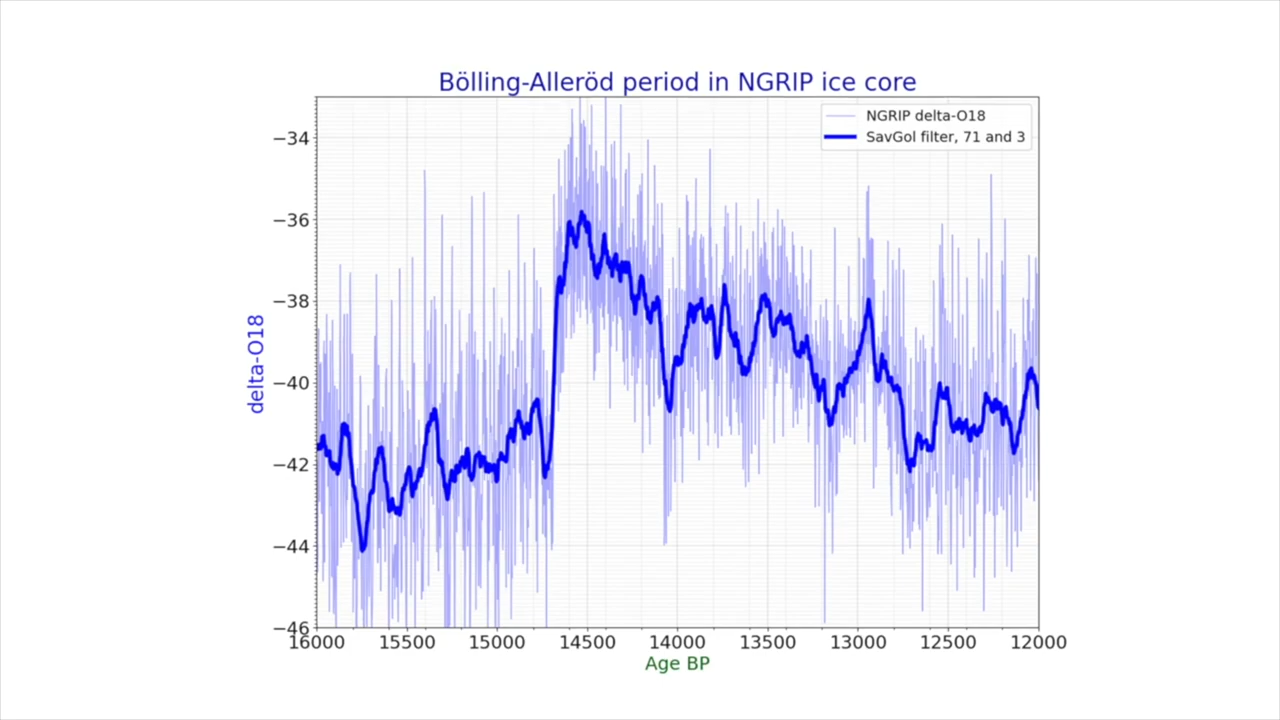 Bölling-Alleröd period in NGRIP ice core
NGRIP delta-O18
SavGol filter, 71 and 3
−34
−36
−38
−40
−42
−44
−46
delta-O18
16000 15500 15000 14500 14000 13500 13000 12500 12000
Age BP